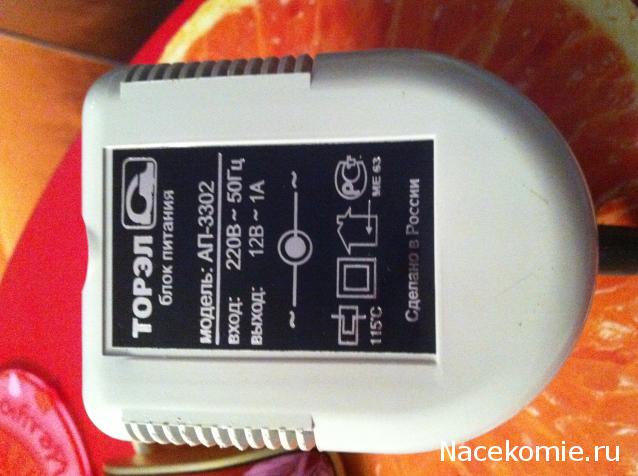 ТОРЭЛ
блок питания
модель: АП-3302
вход: 220В ~ 50Гц
выход: 12В ~ 1А
~ ~
115°C
РСТ
МЕ 63
Сделано в России
Nacekomie.ru